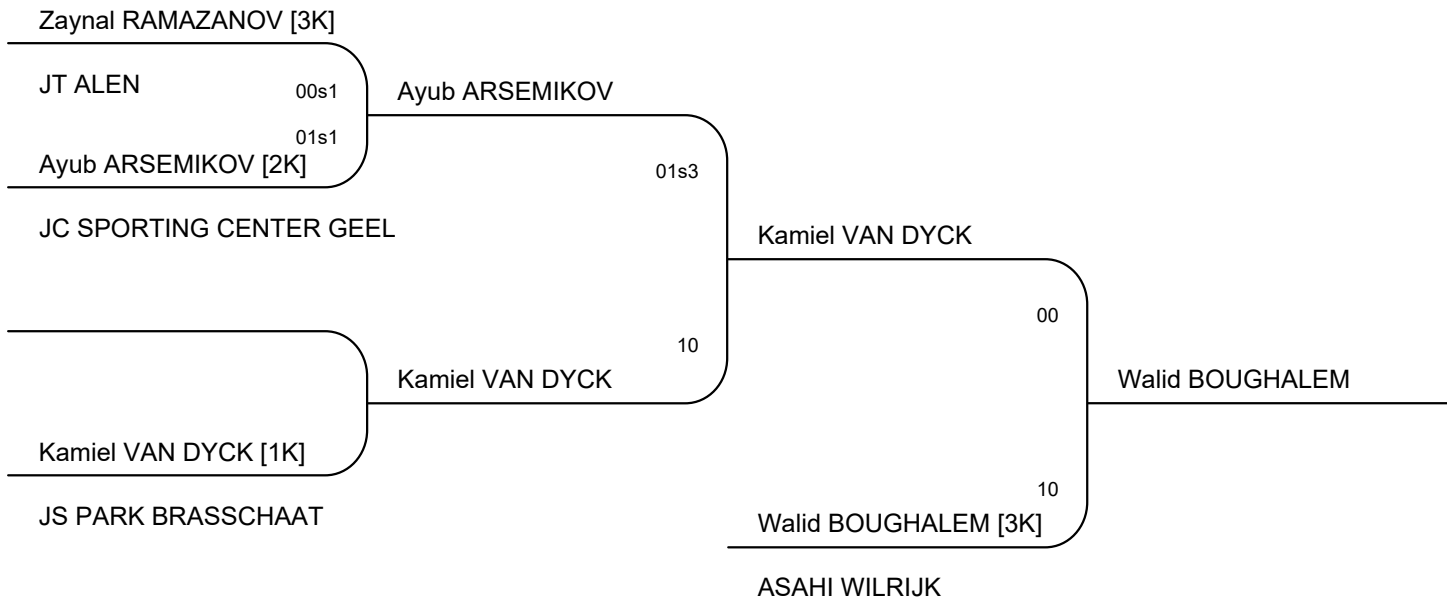 Zaynal RAMAZANOV [3K]
JT ALEN
00s1
Ayub ARSEMIKOV
01s1
Ayub ARSEMIKOV [2K]
01s3
JC SPORTING CENTER GEEL
Kamiel VAN DYCK
00
10
Kamiel VAN DYCK
Walid BOUGHALEM
Kamiel VAN DYCK [1K]
10
JS PARK BRASSCHAAT
Walid BOUGHALEM [3K]
ASAHI WILRIJK